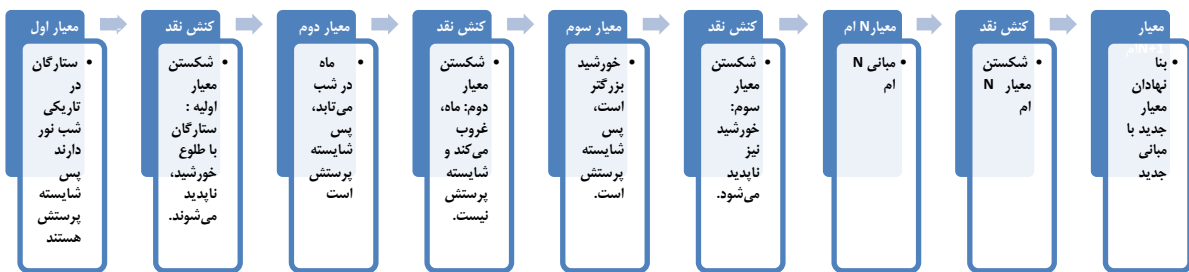 معیار اول
ستارگان
در
تاریکی
شب نور
دارند
پس
شایسته
پرستش
هستند
کنش نقد
شکستن
معیار
اولیه :
ستارگان
با طلوع
خورشید،
ناپدید
می‌شوند.
معیار دوم
ماه
در شب
می‌تابد،
پس
شایسته
پرستش
است
کنش نقد
شکستن
معیار
دوم: ماه،
غروب
می‌کند و
شایسته
پرستش
نیست.
معیار سوم
خورشید
بزرگتر
است،
پس
شایسته
پرستش
است.
کنش نقد
شکستن
معیار
سوم:
خورشید
نیز
ناپدید
می‌شود.
معیارN ام
مبانی N
ام
کنش نقد
شکستن
معیار N
ام
معیار
N+1ام
بنا
نهادان
معیار
جدید با
مبانی
جدید